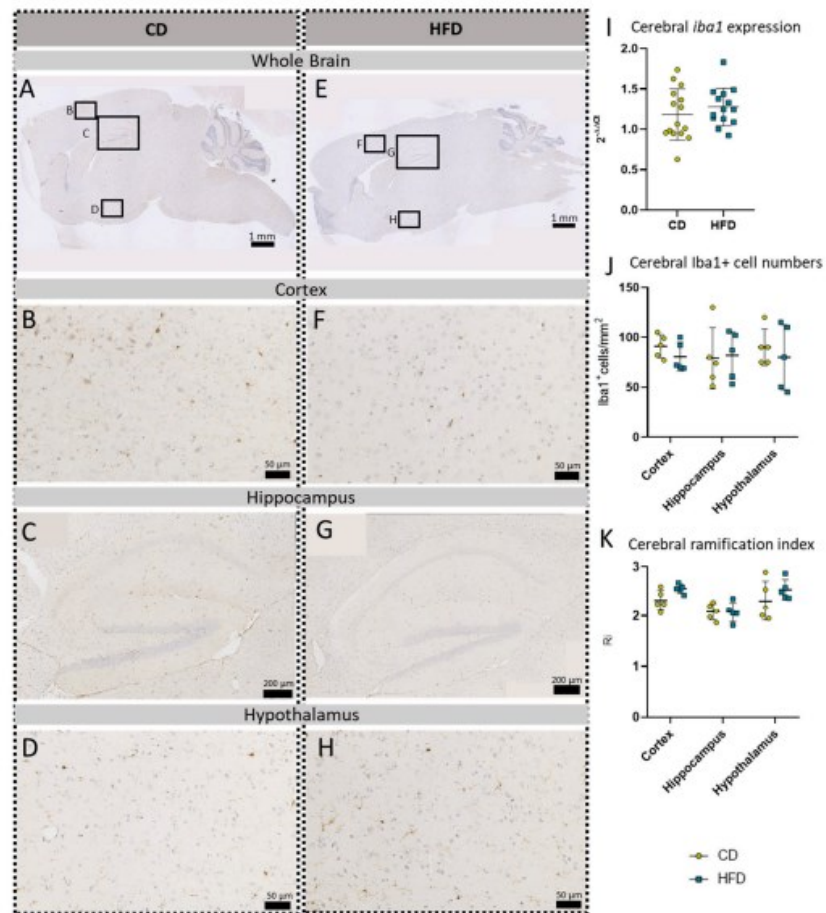 CD
HFD
Whole Brain
A
B
C
D
1 mm
E
F
G
H
1 mm
Cortex
B
50 µm
F
50 µm
Hippocampus
C
200 µm
G
200 µm
Hypothalamus
D
50 µm
H
50 µm
I Cerebral iba1 expression
2^-ΔΔCt
2.0
1.5
1.0
0.5
0.0
CD HFD
J Cerebral Iba1+ cell numbers
Iba1+cells/mm²
150
100
50
0
Cortex
Hippocampus
Hypothalamus
K Cerebral ramification index
Ri
3
2
1
0
Cortex
Hippocampus
Hypothalamus
CD
HFD